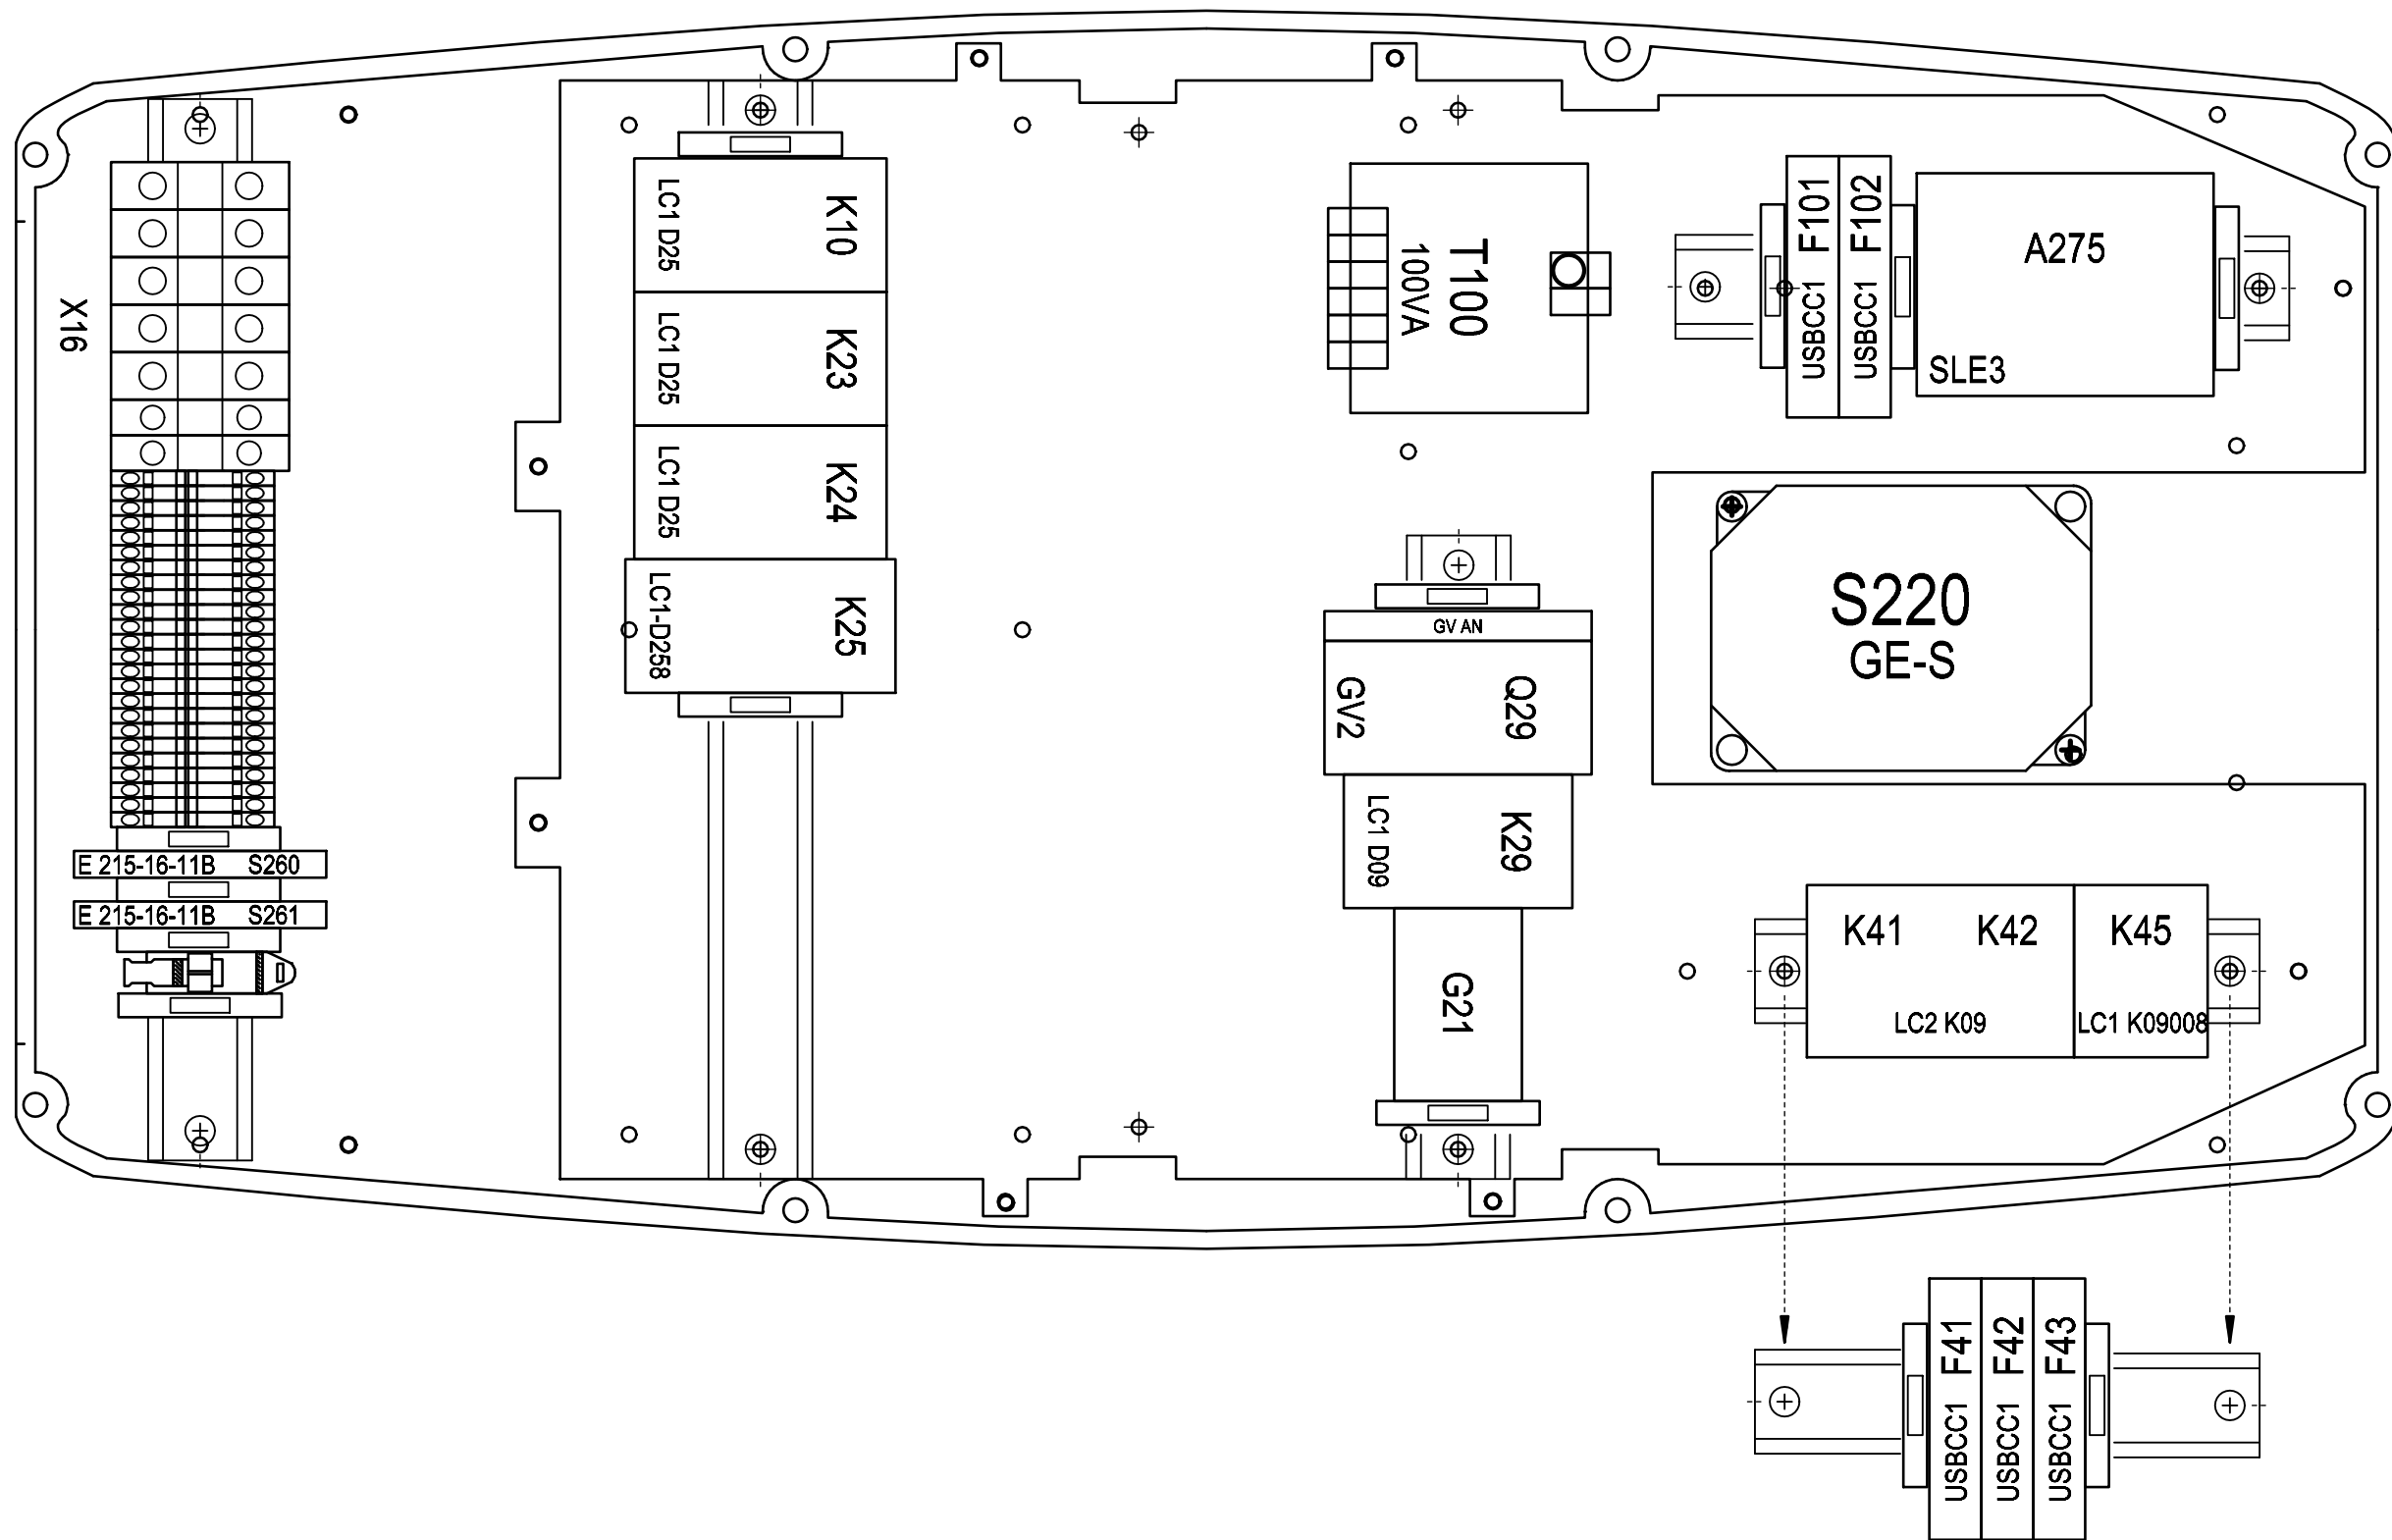 X16
E 215-16-11B S260
E 215-16-11B S261
K10
LC1 D25
K23
LC1 D25
K24
LC1 D25
K25
LC1-D258
T100
100VA
GV AN
Q29
GV2
K29
LC1 D09
G21
USBCC1 F101
USBCC1 F102
A275
SLE3
S220
GE-S
K41 K42 K45
LC2 K09 LC1 K09008
USBCC1 F41
USBCC1 F42
USBCC1 F43